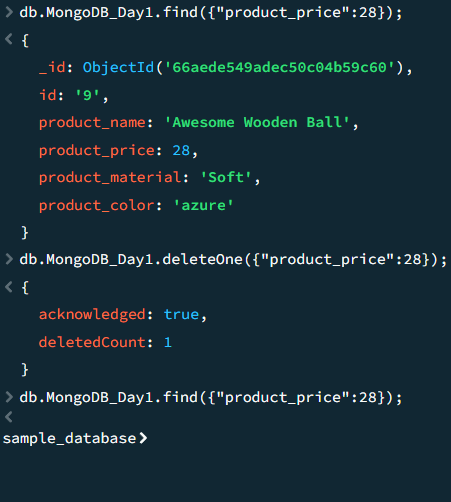 > db.MongoDB_Day1.find({"product_price":28});
< {
_id: ObjectId('66aede549adec50c04b59c60'),
id: '9',
product_name: 'Awesome Wooden Ball',
product_price: 28,
product_material: 'Soft',
product_color: 'azure'
}
> db.MongoDB_Day1.deleteOne({"product_price":28});
< {
acknowledged: true,
deletedCount: 1
}
> db.MongoDB_Day1.find({"product_price":28});
<
sample_database>